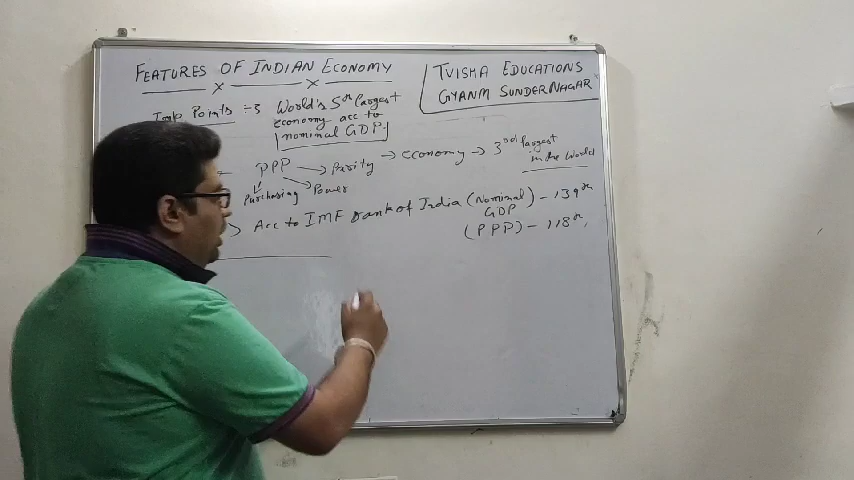 FEATURES OF INDIAN ECONOMY
TVISHA EDUCATIONS
GYANM SUNDERNAGAR
Imp Points :-
World's 5th largest
economy acc to
nominal GDP.
PPP → Parity → economy → 3rd largest
in the World
Purchasing Power
Acc to IMF Rank of India (Nominal GDP) - 139th
(PPP) - 118th